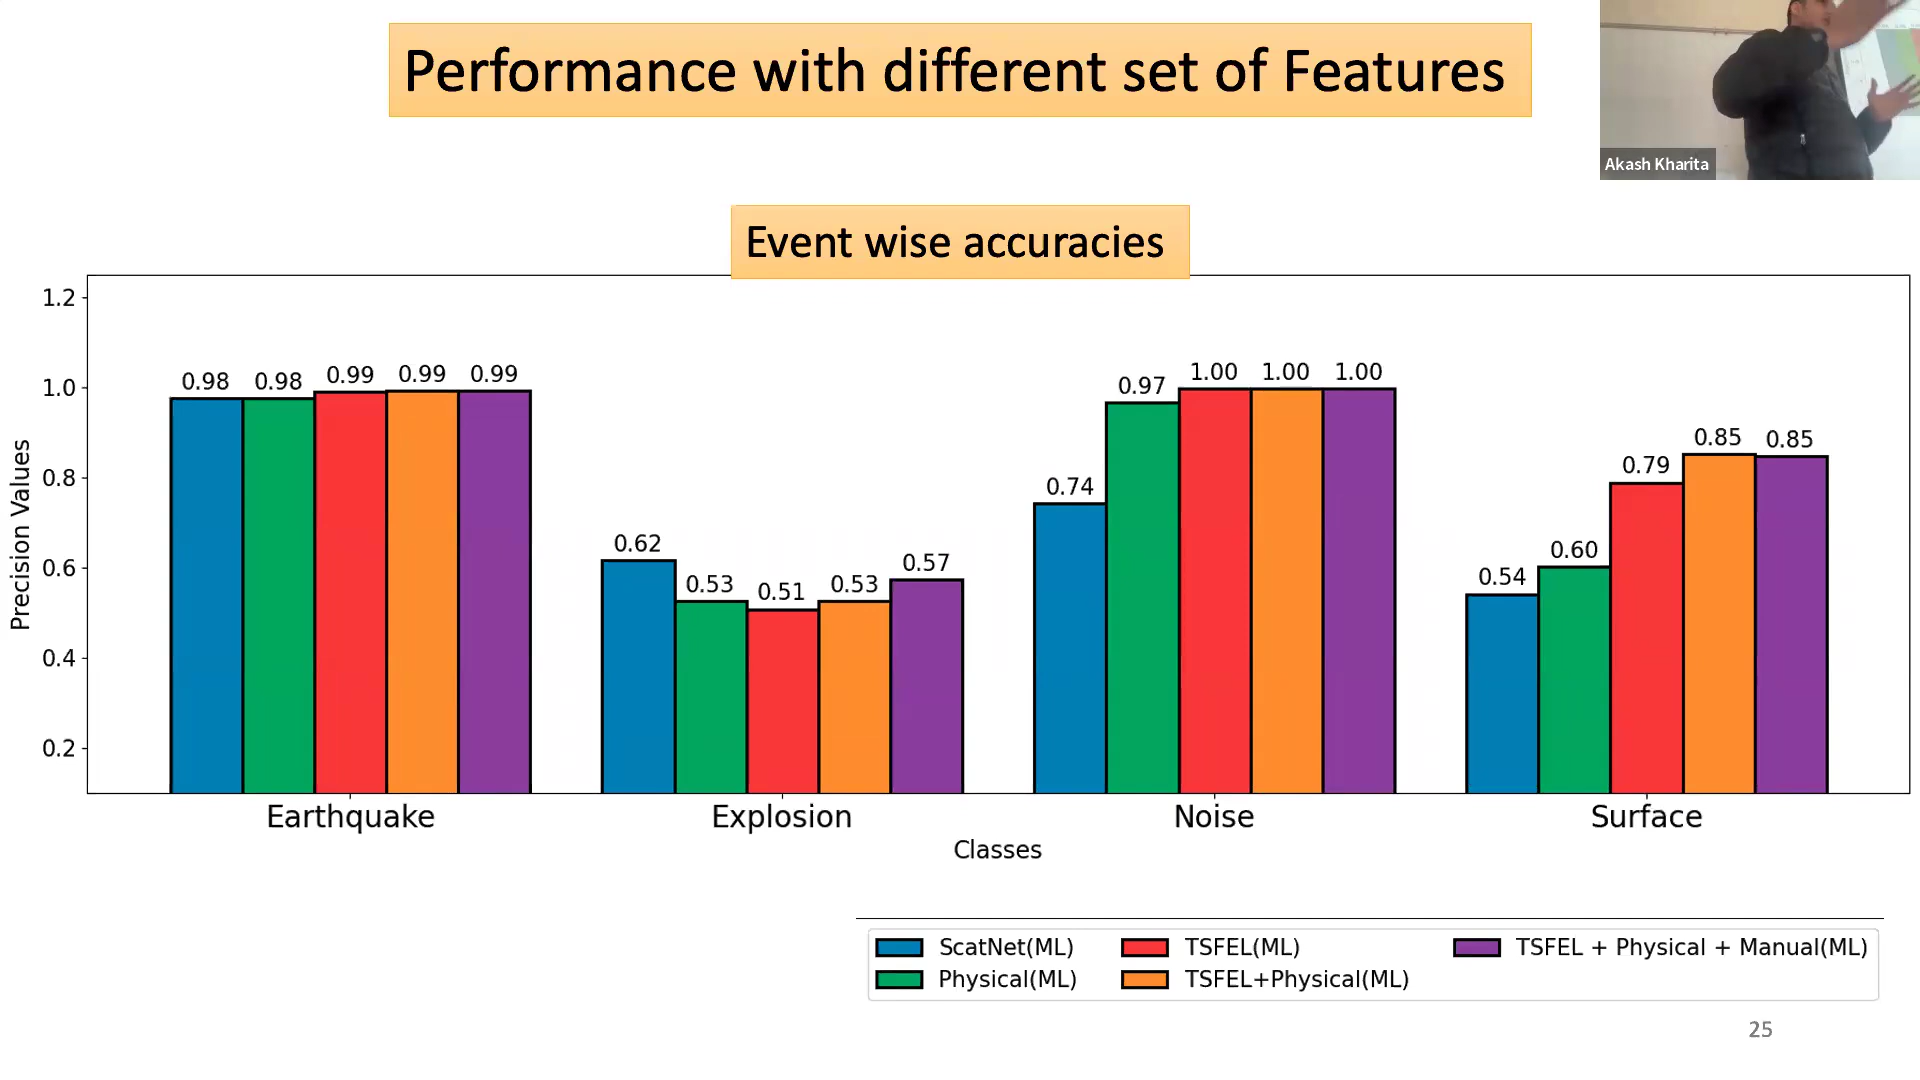 Performance with different set of Features
Akash Kharita
Event wise accuracies
Precision Values
1.2
1.0
0.8
0.6
0.4
0.2
0.98 0.98 0.99 0.99 0.99
0.62 0.53 0.51 0.53 0.57
0.74 0.97 1.00 1.00 1.00
0.54 0.60 0.79 0.85 0.85
Earthquake Explosion Noise Surface
Classes
ScatNet(ML) TSFEL(ML) TSFEL + Physical + Manual(ML)
Physical(ML) TSFEL+Physical(ML)
25